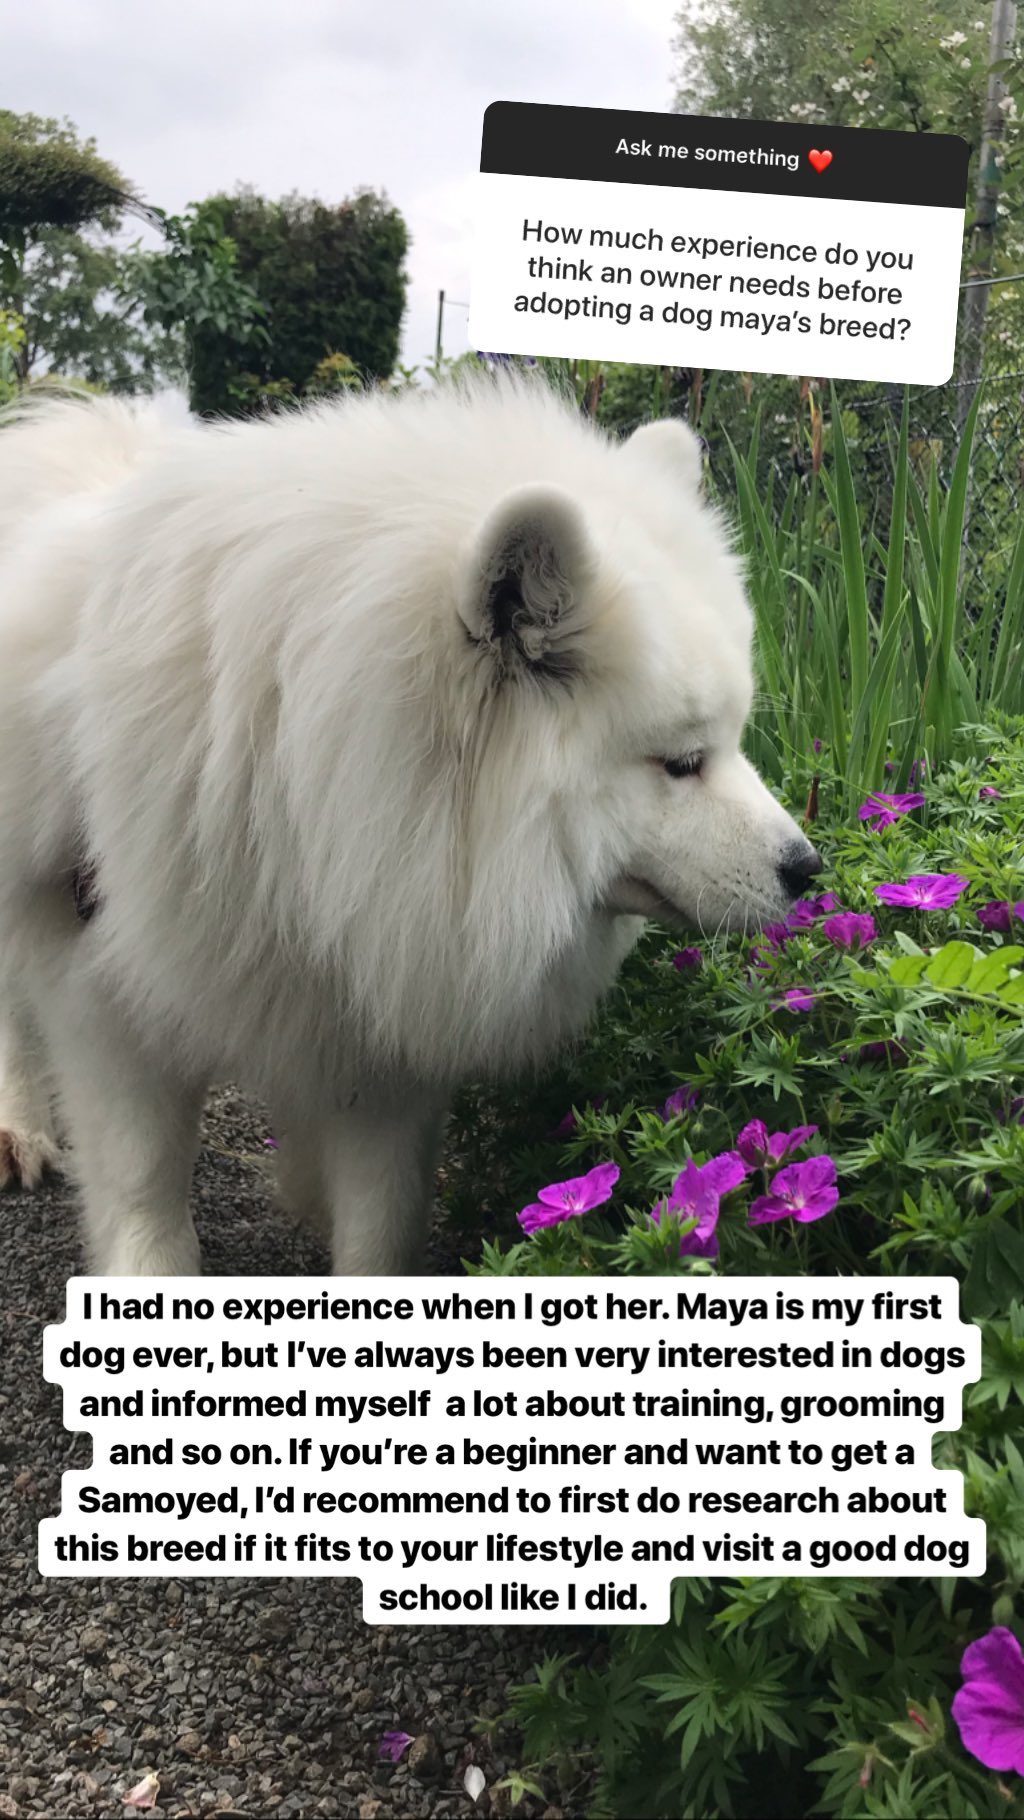 Ask me something ❤️
How much experience do you
think an owner needs before
adopting a dog maya's breed?
I had no experience when I got her. Maya is my first
dog ever, but I've always been very interested in dogs
and informed myself  a lot about training, grooming
and so on. If you're a beginner and want to get a
Samoyed, I'd recommend to first do research about
this breed if it fits to your lifestyle and visit a good dog
school like I did.